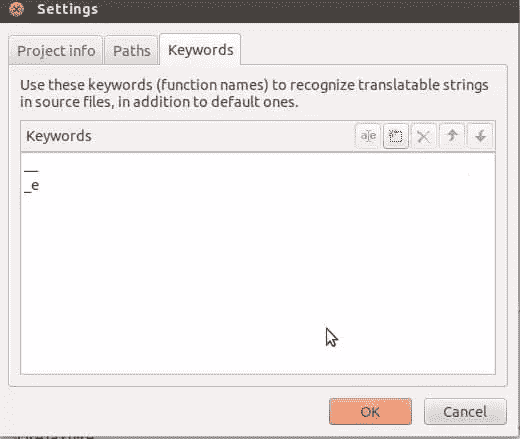 Settings
Project info Paths Keywords
Use these keywords (function names) to recognize translatable strings
in source files, in addition to default ones.
Keywords
__
_e
OK Cancel